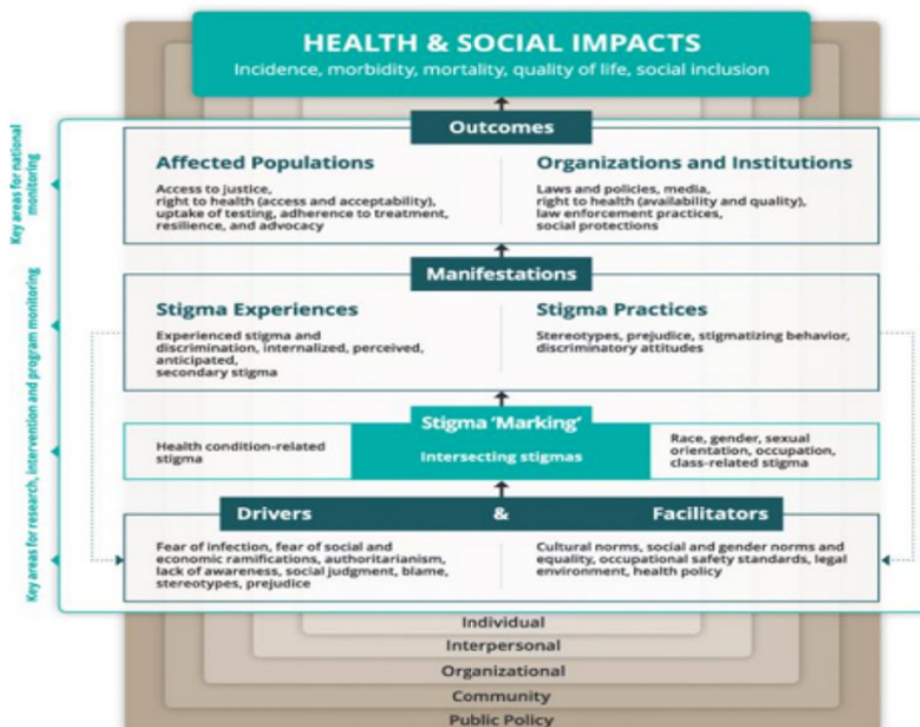 HEALTH & SOCIAL IMPACTS
Incidence, morbidity, mortality, quality of life, social inclusion
Key areas for national
monitoring
Outcomes
Affected Populations
Access to justice,
right to health (access and acceptability),
uptake of testing, adherence to treatment,
resilience, and advocacy
Organizations and Institutions
Laws and policies, media,
right to health (availability and quality),
law enforcement practices,
social protections
Key areas for research, intervention and program monitoring
Manifestations
Stigma Experiences
Experienced stigma and
discrimination, internalized, perceived,
anticipated,
secondary stigma
Stigma Practices
Stereotypes, prejudice, stigmatizing behavior,
discriminatory attitudes
Stigma ‘Marking’
Health condition-related
stigma
Intersecting stigmas
Race, gender, sexual
orientation, occupation,
class-related stigma
Drivers & Facilitators
Fear of infection, fear of social and
economic ramifications, authoritarianism,
lack of awareness, social judgment, blame,
stereotypes, prejudice
Cultural norms, social and gender norms and
equality, occupational safety standards, legal
environment, health policy
Individual
Interpersonal
Organizational
Community
Public Policy